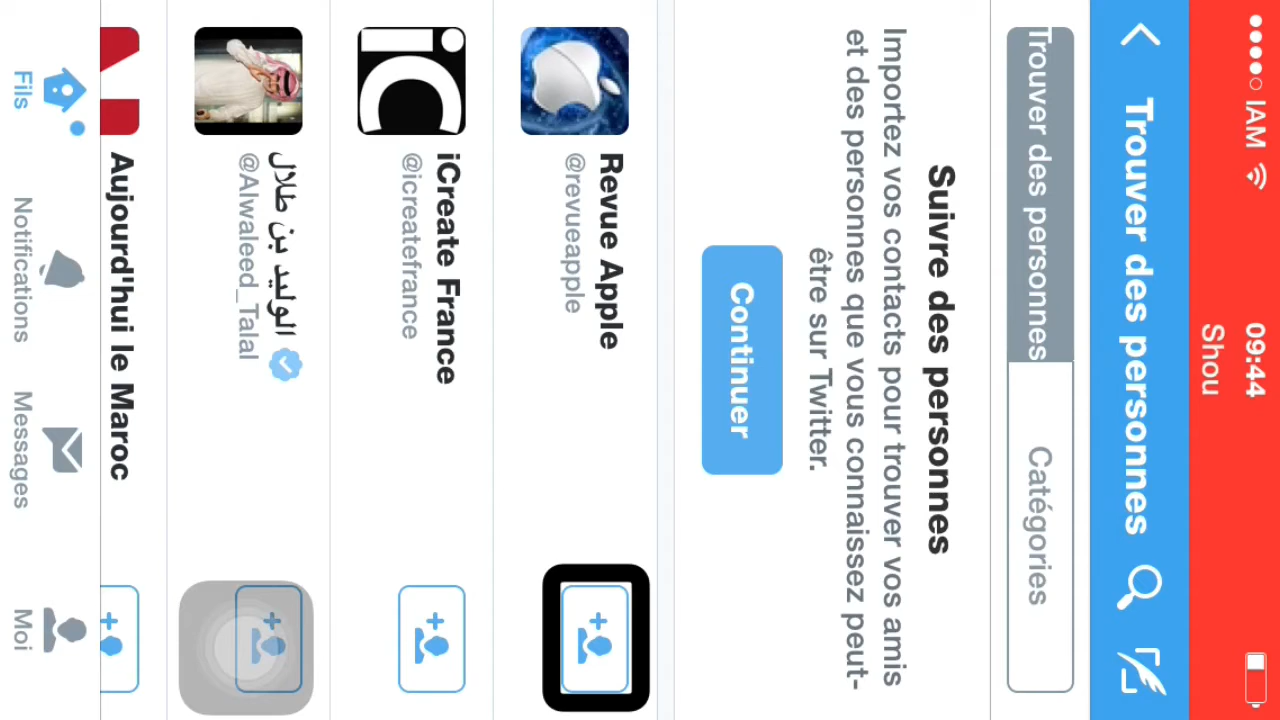 IAM 09:44
Shou
Trouver des personnes
Trouver des personnes Catégories
Suivre des personnes
Importez vos contacts pour trouver vos amis
et des personnes que vous connaissez peut-
être sur Twitter.
Continuer
Revue Apple
@revueapple
iC
iCreate France
@icreatefrance
الوليد بن طلال
@Alwaleed_Talal
Aujourd'hui le Maroc
Fils Notifications Messages Moi